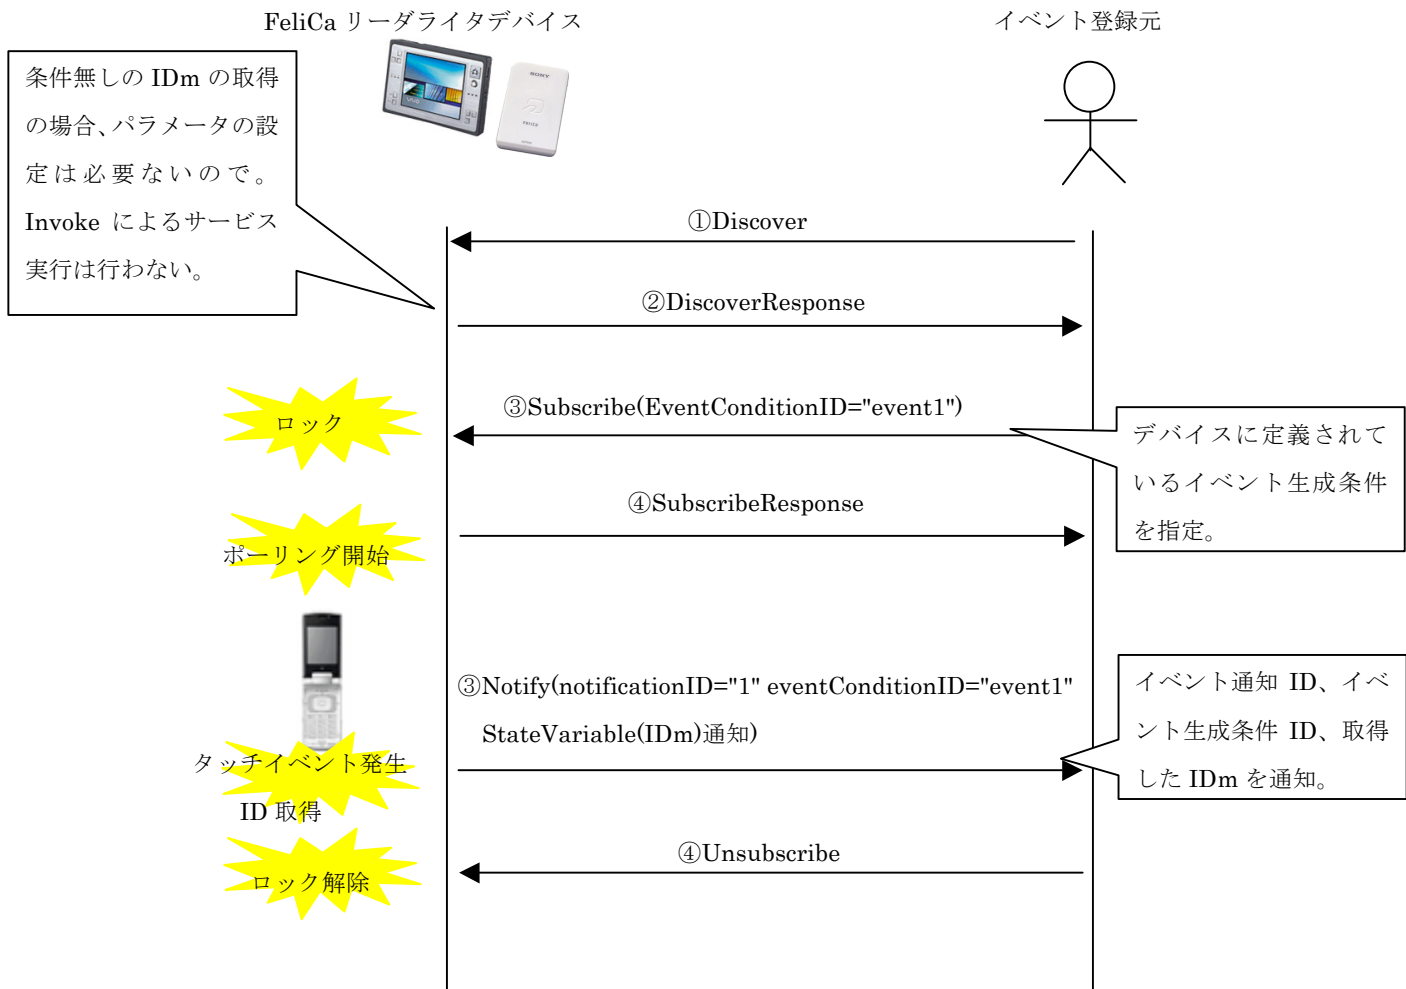 FeliCa リーダライタデバイス
イベント登録元
条件無しの IDm の取得
の場合、パラメータの設
定は必要ないので。
Invoke によるサービス
実行は行わない。
SONY
①Discover
②DiscoverResponse
ロック
③Subscribe(EventConditionID="event1")
デバイスに定義されて
いるイベント生成条件
を指定。
④SubscribeResponse
ポーリング開始
③Notify(notificationID="1" eventConditionID="event1"
StateVariable(IDm)通知)
イベント通知 ID、イベ
ント生成条件 ID、取得
した IDm を通知。
タッチイベント発生
ID 取得
④Unsubscribe
ロック解除